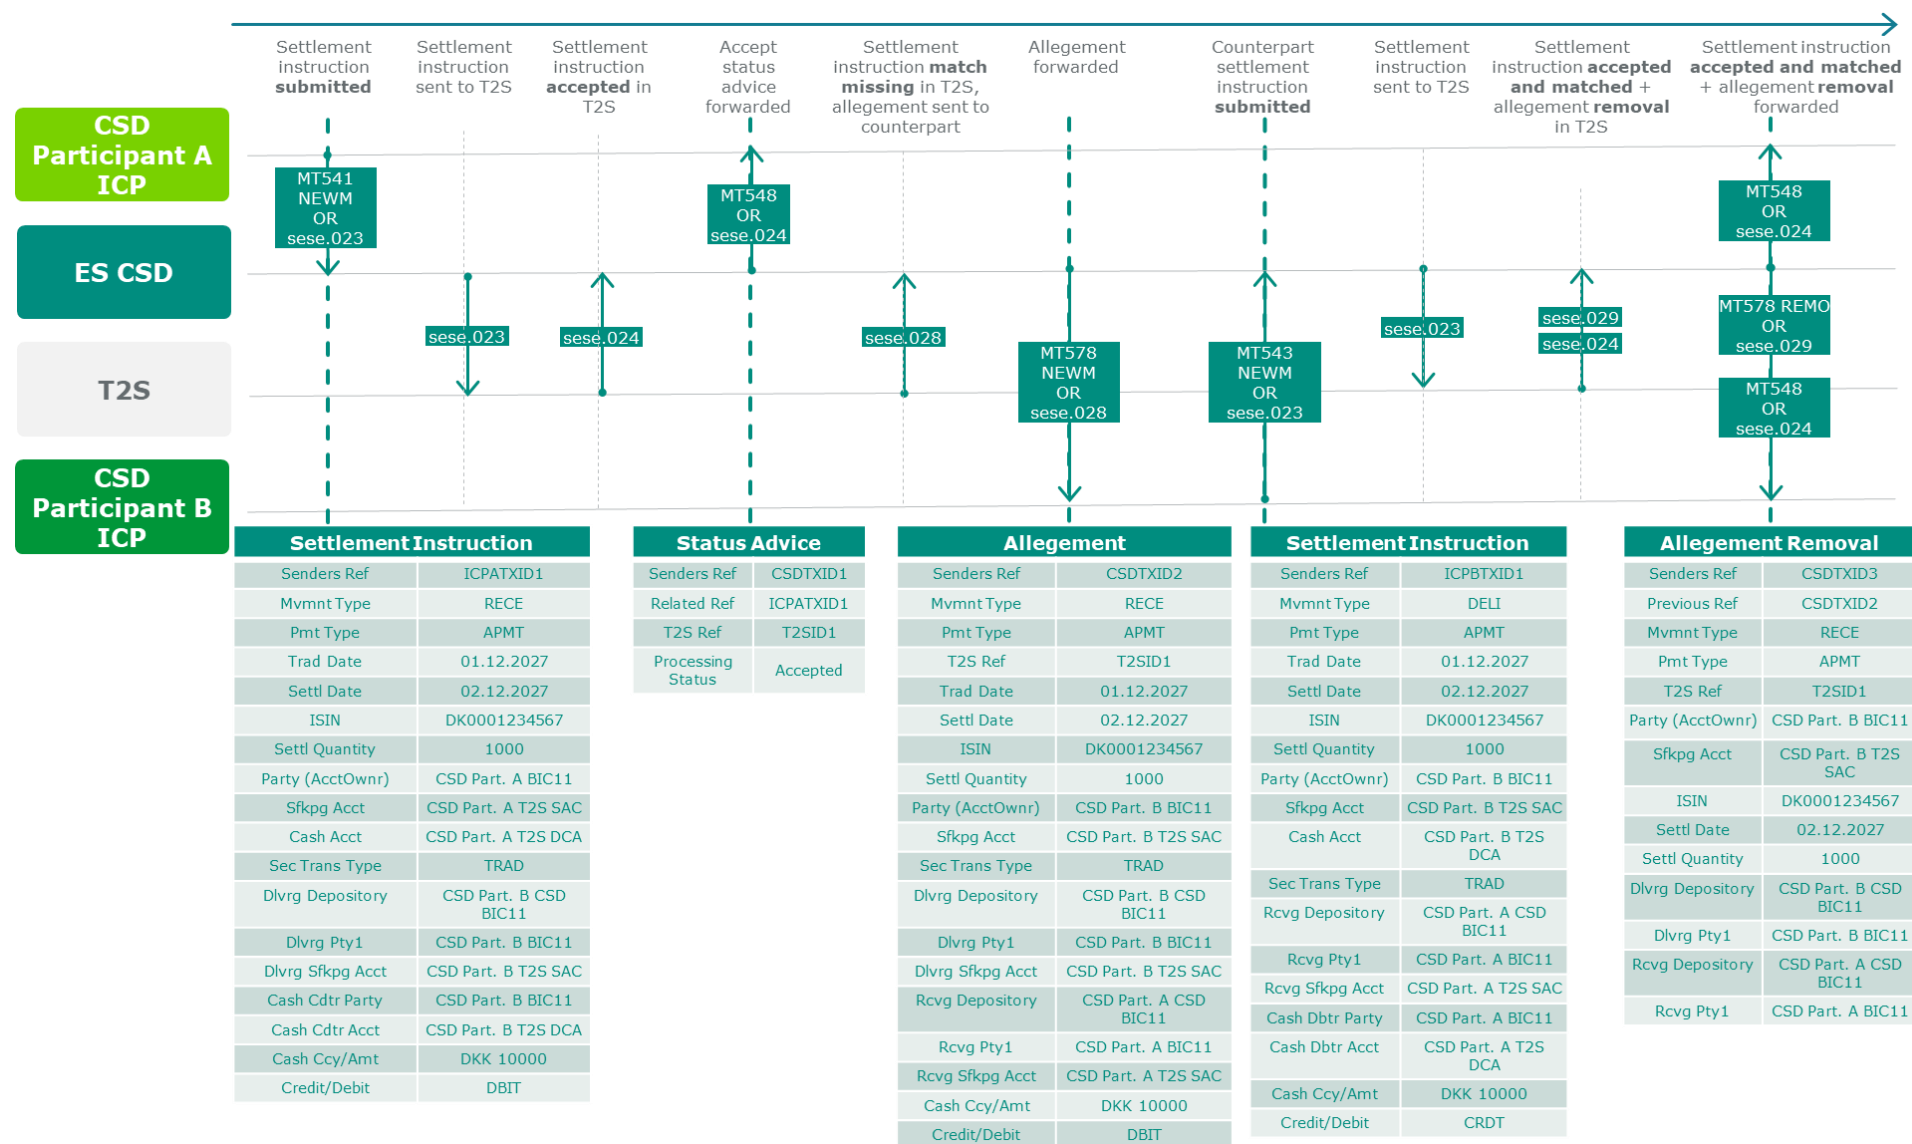 Settlement
instruction
submitted
Settlement
instruction
sent to T2S
Settlement
instruction
accepted in
T2S
Accept
status
advice
forwarded
Settlement
instruction match
missing in T2S,
allegement sent to
counterpart
Allegement
forwarded
Counterpart
settlement
instruction
submitted
Settlement
instruction
sent to T2S
Settlement
instruction accepted
and matched +
allegement removal
in T2S
Settlement instruction
accepted and matched
+ allegement removal
forwarded
CSD
Participant A
ICP
ES CSD
T2S
CSD
Participant B
ICP
MT541
NEWM
OR
sese.023
sese.023
sese.024
MT548
OR
sese.024
sese.028
MT578
NEWM
OR
sese.028
MT543
NEWM
OR
sese.023
sese.023
sese.029
sese.024
MT548
OR
sese.024
MT578 REMO
OR
sese.029
MT548
OR
sese.024
Settlement Instruction
Senders Ref ICPATXID1
Mvmnt Type RECE
Pmt Type APMT
Trad Date 01.12.2027
Settl Date 02.12.2027
ISIN DK0001234567
Settl Quantity 1000
Party (AcctOwnr) CSD Part. A BIC11
Sfkpg Acct CSD Part. A T2S SAC
Cash Acct CSD Part. A T2S DCA
Sec Trans Type TRAD
Dlvrg Depository CSD Part. B CSD
BIC11
Dlvrg Pty1 CSD Part. B BIC11
Dlvrg Sfkpg Acct CSD Part. B T2S SAC
Cash Cdtr Party CSD Part. B BIC11
Cash Cdtr Acct CSD Part. B T2S DCA
Cash Ccy/Amt DKK 10000
Credit/Debit DBIT
Status Advice
Senders Ref CSDTXID1
Related Ref ICPATXID1
T2S Ref T2SID1
Processing
Status Accepted
Allegement
Senders Ref CSDTXID2
Mvmnt Type RECE
Pmt Type APMT
T2S Ref T2SID1
Trad Date 01.12.2027
Settl Date 02.12.2027
ISIN DK0001234567
Settl Quantity 1000
Party (AcctOwnr) CSD Part. B BIC11
Sfkpg Acct CSD Part. B T2S SAC
Sec Trans Type TRAD
Dlvrg Depository CSD Part. B CSD
BIC11
Dlvrg Pty1 CSD Part. B BIC11
Dlvrg Sfkpg Acct CSD Part. B T2S SAC
Rcvg Depository CSD Part. A CSD
BIC11
Rcvg Pty1 CSD Part. A BIC11
Rcvg Sfkpg Acct CSD Part. A T2S SAC
Cash Ccy/Amt DKK 10000
Credit/Debit DBIT
Settlement Instruction
Senders Ref ICPBTXID1
Mvmnt Type DELI
Pmt Type APMT
Trad Date 01.12.2027
Settl Date 02.12.2027
ISIN DK0001234567
Settl Quantity 1000
Party (AcctOwnr) CSD Part. B BIC11
Sfkpg Acct CSD Part. B T2S SAC
Cash Acct CSD Part. B T2S
DCA
Sec Trans Type TRAD
Rcvg Depository CSD Part. A CSD
BIC11
Rcvg Pty1 CSD Part. A BIC11
Rcvg Sfkpg Acct CSD Part. A T2S SAC
Cash Dbtr Party CSD Part. A BIC11
Cash Dbtr Acct CSD Part. A T2S
DCA
Cash Ccy/Amt DKK 10000
Credit/Debit CRDT
Allegement Removal
Senders Ref CSDTXID3
Previous Ref CSDTXID2
Mvmnt Type RECE
Pmt Type APMT
T2S Ref T2SID1
Party (AcctOwnr) CSD Part. B BIC11
Sfkpg Acct CSD Part. B T2S
SAC
ISIN DK0001234567
Settl Date 02.12.2027
Settl Quantity 1000
Dlvrg Depository CSD Part. B CSD
BIC11
Dlvrg Pty1 CSD Part. B BIC11
Rcvg Depository CSD Part. A CSD
BIC11
Rcvg Pty1 CSD Part. A BIC11